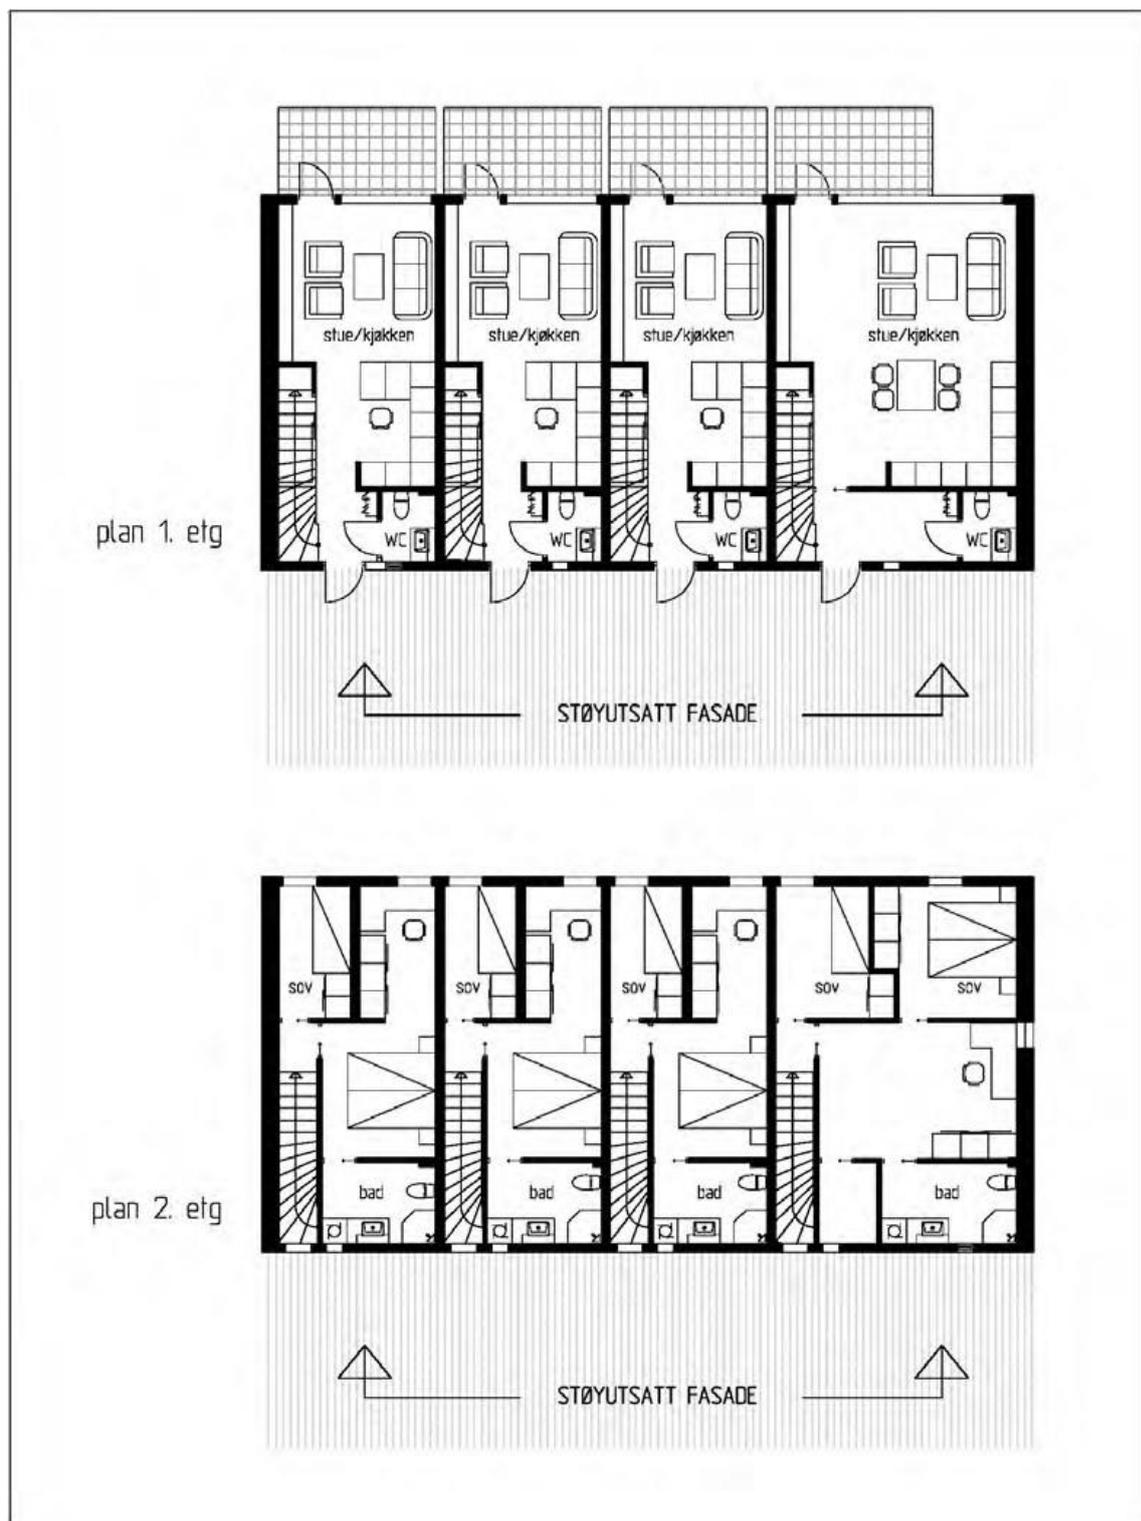 stue/kjøkken stue/kjøkken stue/kjøkken stue/kjøkken
plan 1. etg
WC WC WC WC
STØYUTSATT FASADE
sov sov sov sov sov
bad bad bad bad
plan 2. etg
STØYUTSATT FASADE